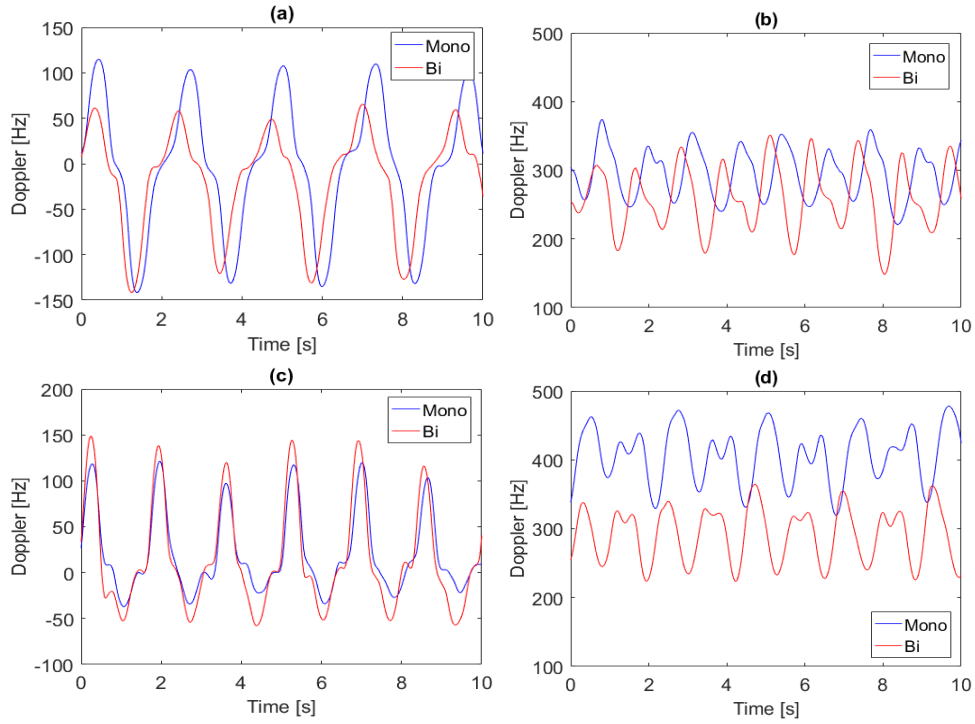 (a)
150
100
50
0
-50
-100
-150
0 2 4 6 8 10
Doppler [Hz]
Time [s]
Mono
Bi
(b)
500
400
300
200
100
0 2 4 6 8 10
Doppler [Hz]
Time [s]
Mono
Bi
(c)
200
150
100
50
0
-50
-100
0 2 4 6 8 10
Doppler [Hz]
Time [s]
Mono
Bi
(d)
500
400
300
200
100
0 2 4 6 8 10
Doppler [Hz]
Time [s]
Mono
Bi